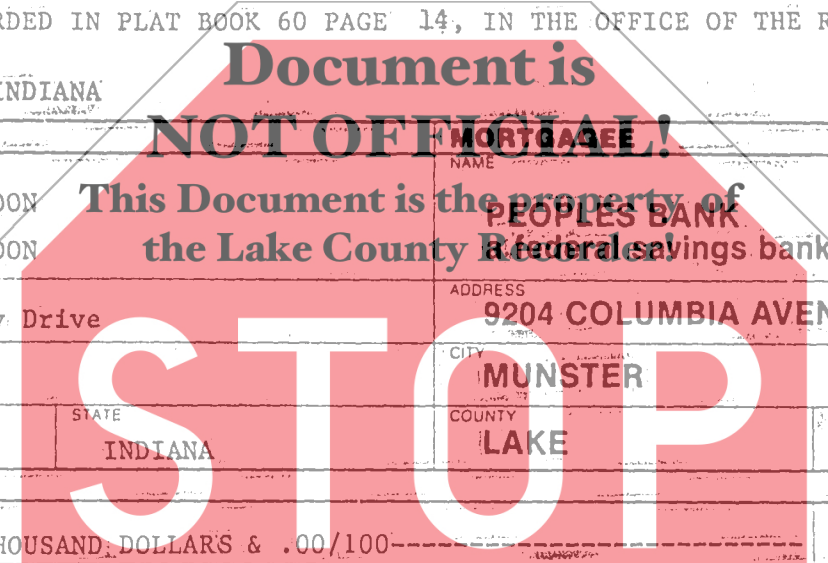 RDED IN PLAT BOOK 60 PAGE 14, IN THE OFFICE OF THE R
Document is
INDIANA
NOT OFFICIAL!
MORTGAGEE
NAME
This Document is the property of
OON
PEOPLES BANK
the Lake County Recorder!
OON
a federal savings bank
ADDRESS
y Drive
9204 COLUMBIA AVEN
CITY
MUNSTER
STATE
INDIANA
COUNTY
LAKE
STOP
HOUSAND DOLLARS & .00/100